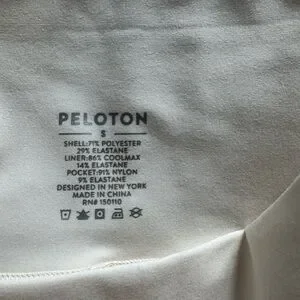 PELOTON
S
SHELL:71% POLYESTER
29% ELASTANE
LINER:86% COOLMAX
14% ELASTANE
POCKET:91% NYLON
9% ELASTANE
DESIGNED IN NEW YORK
MADE IN CHINA
RN# 150110